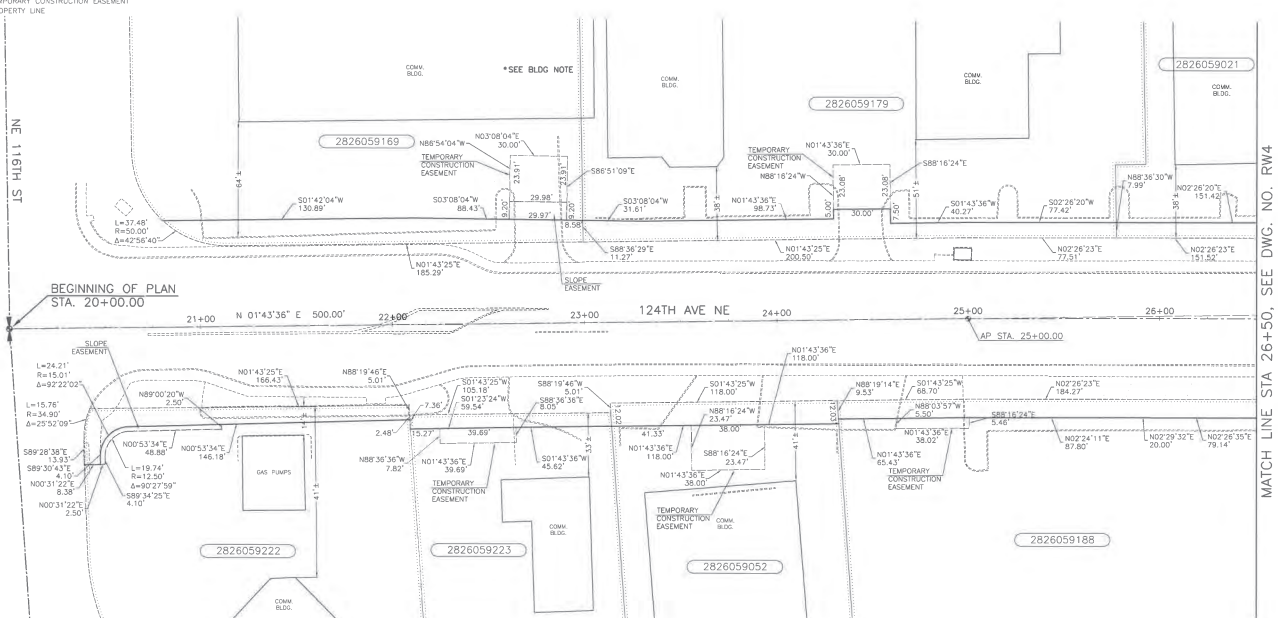 TEMPORARY CONSTRUCTION EASEMENT
PROPERTY LINE
NE 116TH ST
COMM.
BLDG.
*SEE BLDG NOTE
COMM.
BLDG.
COMM.
BLDG.
2826059021
COMM.
BLDG.
2826059169
2826059179
N03°08'04"E
30.00'
N86°54'04"W
TEMPORARY
CONSTRUCTION
EASEMENT
23.91
23.91
S86°51'09"E
64' ±
L=37.48'
R=50.00'
Δ=42°56'40"
S01°42'04"W
130.89'
S03°08'04"W
88.43'
9.20'
29.98'
29.97'
9.20'
8.58'
S88°36'29"E
11.27'
S03°08'04"W
31.61'
38' ±
N01°43'36"E
98.73'
TEMPORARY
CONSTRUCTION
EASEMENT
N01°43'36"E
30.00'
N88°16'24"W
23.08'
23.08'
S88°16'24"E
5.00'
30.00'
7.50'
51' ±
S01°43'36"W
40.27'
S02°26'20"W
77.42'
N88°36'30"W
7.99'
N02°26'20"E
151.42'
38' ±
N01°43'25"E
185.29'
SLOPE
EASEMENT
N01°43'25"E
200.50'
N02°26'23"E
77.51'
N02°26'23"E
151.52'
BEGINNING OF PLAN
STA. 20+00.00
21+00
N 01°43'36" E 500.00'
22+00
23+00
124TH AVE NE
24+00
25+00
AP STA. 25+00.00
26+00
MATCH LINE STA 26+50, SEE DWG. NO. RW4
SLOPE
EASEMENT
L=24.21'
R=15.01'
Δ=92°22'02"
L=15.76'
R=34.90'
Δ=25°52'09"
N89°00'20"W
2.50'
N01°43'25"E
166.43'
14' ±
N88°19'46"E
5.01'
7.36'
2.48'
S01°43'25"W
105.18'
S01°23'24"W
59.54'
S88°36'38"E
8.05'
S88°19'46"W
5.01'
12.02'
S01°43'25"W
118.00'
N88°16'24"W
23.47'
38.00'
N01°43'36"E
118.00'
N88°19'14"E
9.53'
12.03'
S01°43'25"W
68.70'
N88°03'57"W
5.50'
S88°16'24"E
5.46'
N02°26'23"E
184.27'
S89°28'38"E
13.93'
S89°30'43"E
4.10'
N00°31'22"E
8.38'
N00°31'22"E
2.50'
N00°53'34"E
48.88'
N00°53'34"E
146.18'
L=19.74'
R=12.50'
Δ=90°27'59"
S89°34'25"E
4.10'
GAS PUMPS
41' ±
15.27'
39.69'
N88°36'36"W
7.82'
N01°43'36"E
39.69'
S01°43'36"W
45.62'
33' ±
41.33'
N01°43'36"E
118.00'
S88°16'24"E
23.47'
N01°43'36"E
38.00'
41' ±
N01°43'36"E
65.43'
N01°43'36"E
38.02'
TEMPORARY
CONSTRUCTION
EASEMENT
N02°24'11"E
87.80'
N02°29'32"E
20.00'
N02°26'35"E
79.14'
TEMPORARY
CONSTRUCTION
EASEMENT
TEMPORARY
CONSTRUCTION
EASEMENT
COMM.
BLDG.
COMM.
BLDG.
2826059222
2826059223
2826059052
2826059188
COMM.
BLDG.